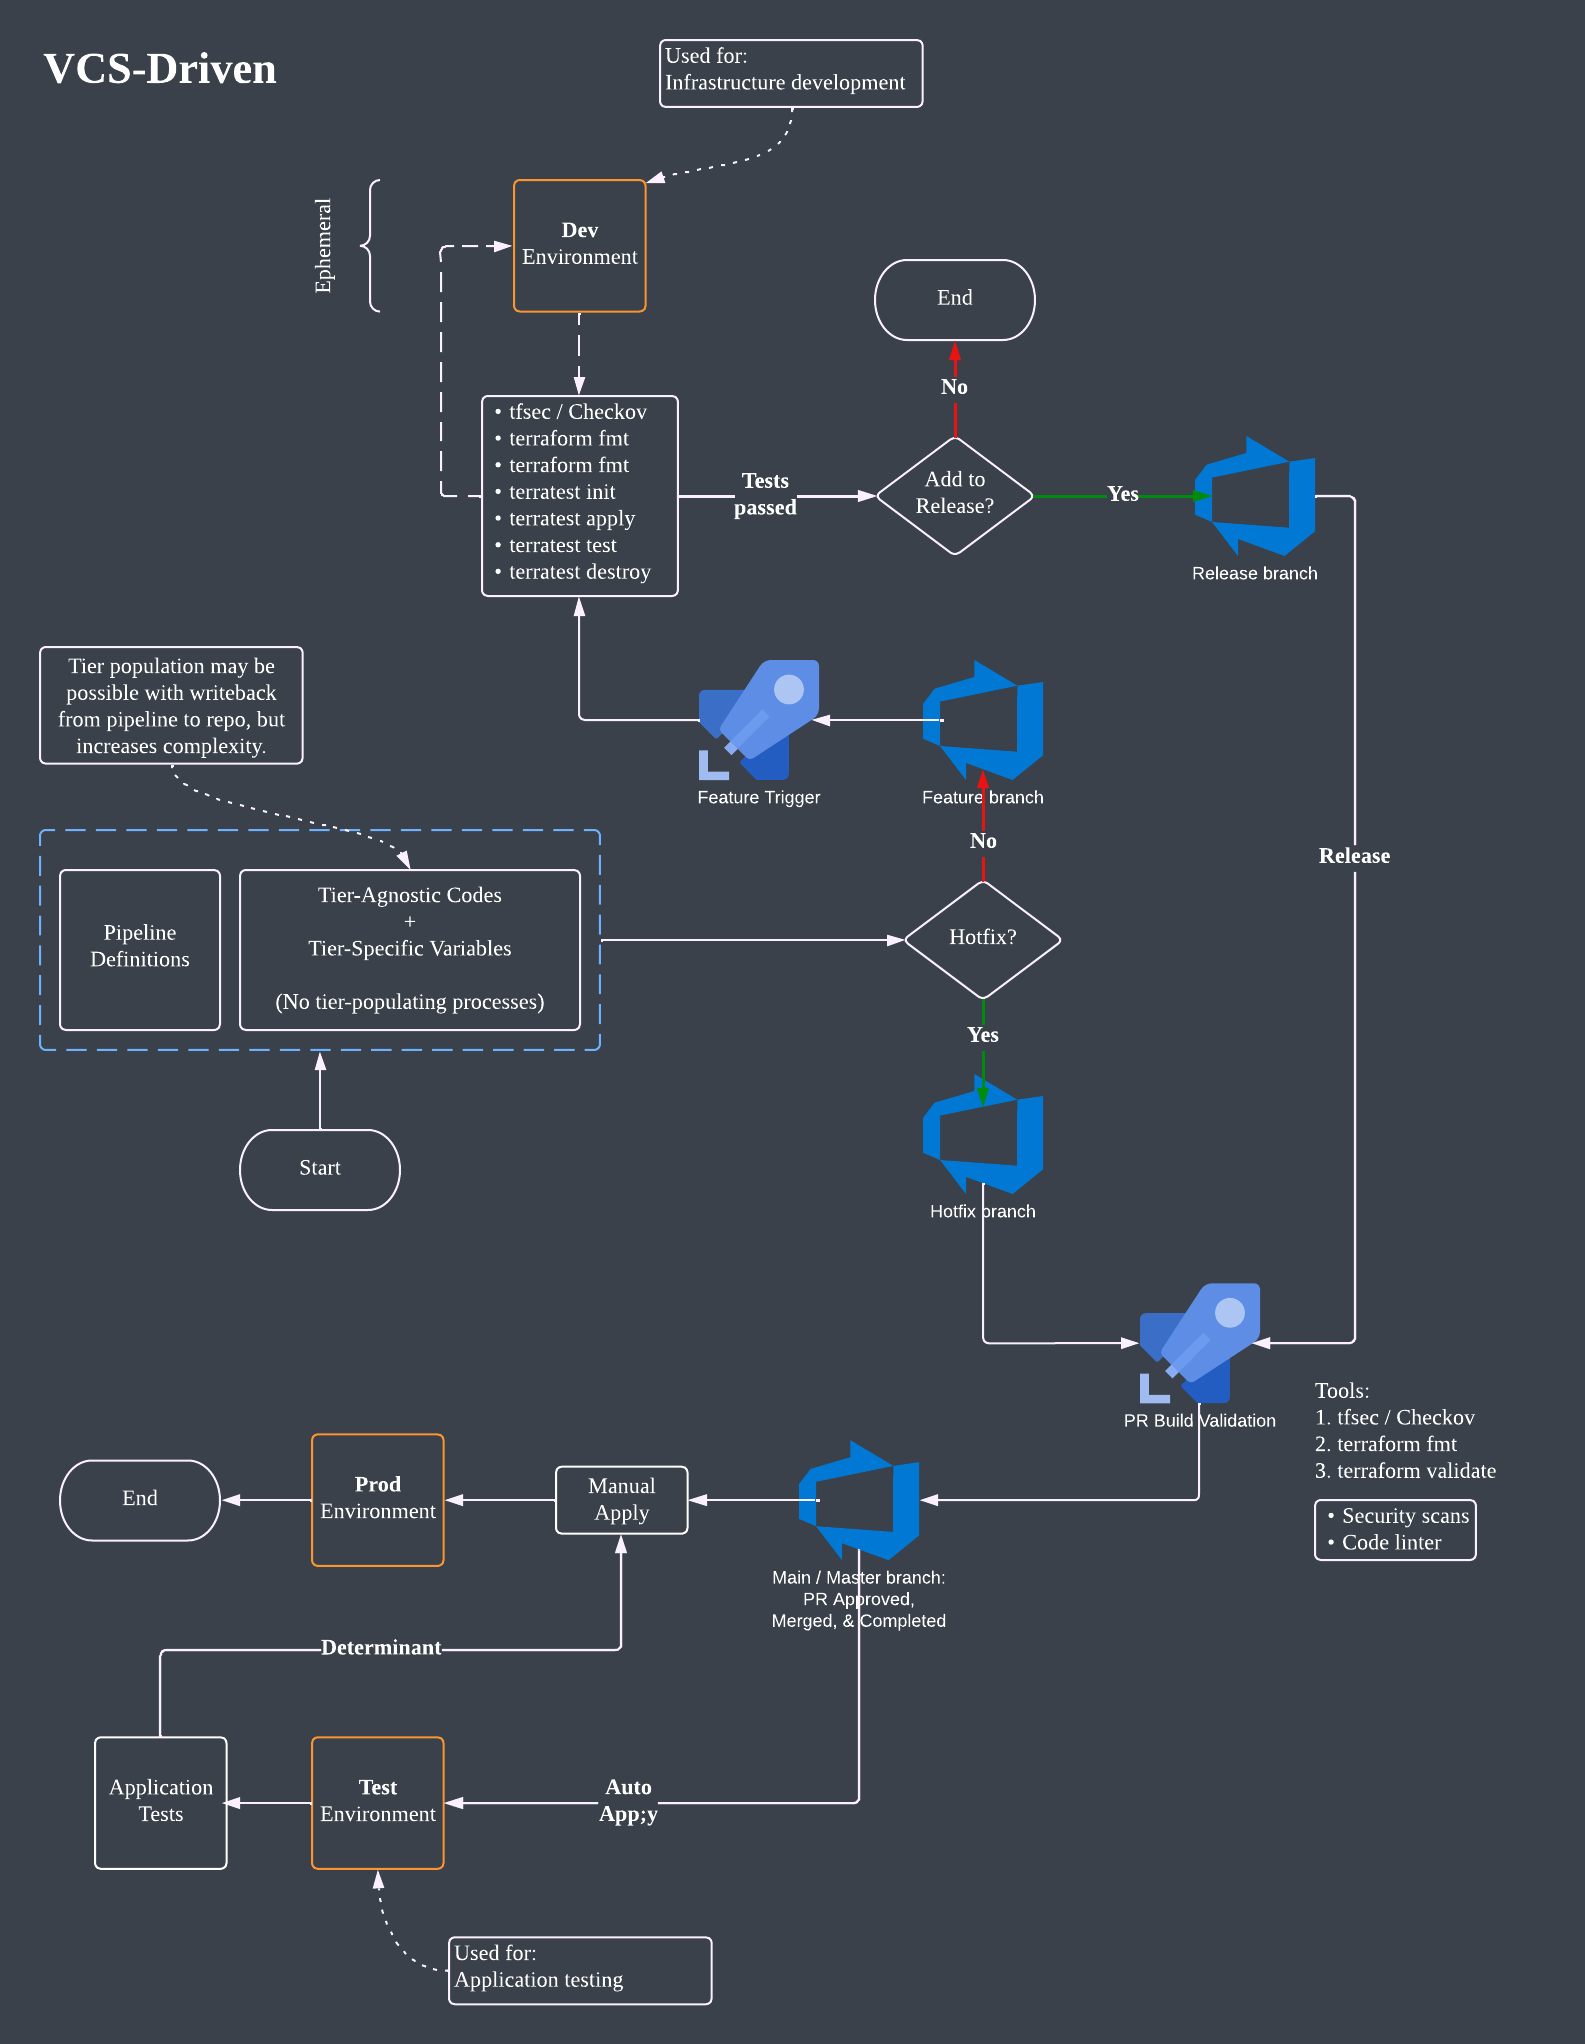 VCS-Driven
Used for:
Infrastructure development
Ephemeral
Dev
Environment
End
No
• tfsec / Checkov
• terraform fmt
• terraform fmt
• terratest init
• terratest apply
• terratest test
• terratest destroy
Tests
passed
Add to
Release?
Yes
Release branch
Tier population may be
possible with writeback
from pipeline to repo, but
increases complexity.
Feature Trigger
Feature branch
No
Release
Pipeline
Definitions
Tier-Agnostic Codes
+
Tier-Specific Variables
(No tier-populating processes)
Hotfix?
Yes
Start
Hotfix branch
PR Build Validation
Tools:
1. tfsec / Checkov
2. terraform fmt
3. terraform validate
• Security scans
• Code linter
End
Prod
Environment
Manual
Apply
Main / Master branch:
PR Approved,
Merged, & Completed
Determinant
Application
Tests
Test
Environment
Auto
App;y
Used for:
Application testing